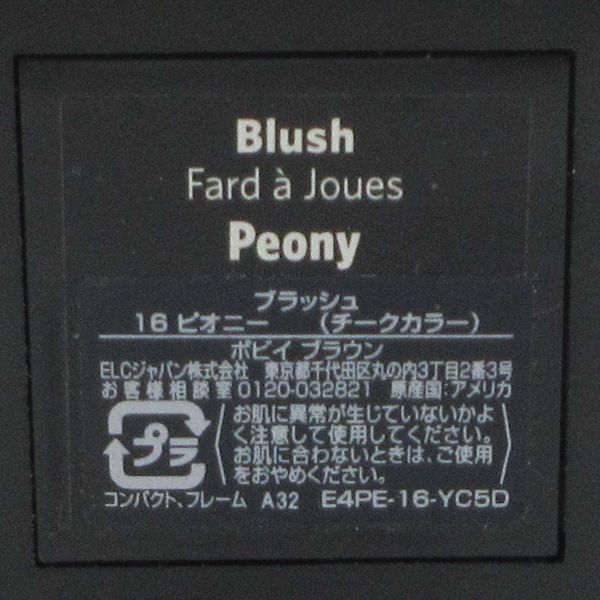 Blush
Fard à Joues
Peony
ブラッシュ
16 ピオニー （チークカラー）
ボビイ ブラウン
ELCジャパン株式会社 東京都千代田区丸の内3丁目2番3号
お客様相談室0120-032821 原産国:アメリカ
プラ
お肌に異常が生じていないかよ
く注意して使用してください。
お肌に合わないときは、ご使用
をおやめください。
コンパクト、フレーム A32 E4PE-16-YC5D